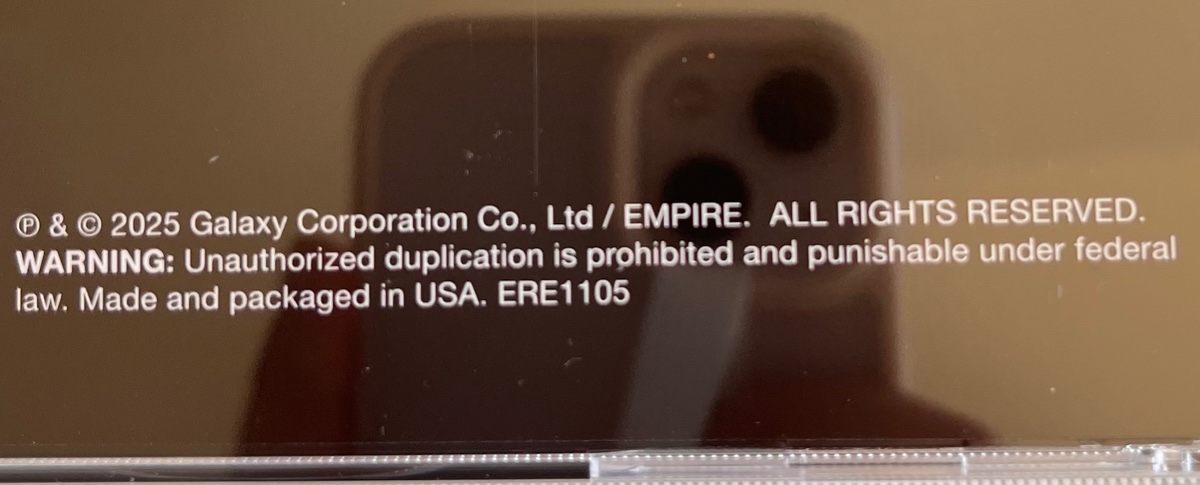 ℗ & © 2025 Galaxy Corporation Co., Ltd / EMPIRE.  ALL RIGHTS RESERVED.
WARNING: Unauthorized duplication is prohibited and punishable under federal
law. Made and packaged in USA. ERE1105